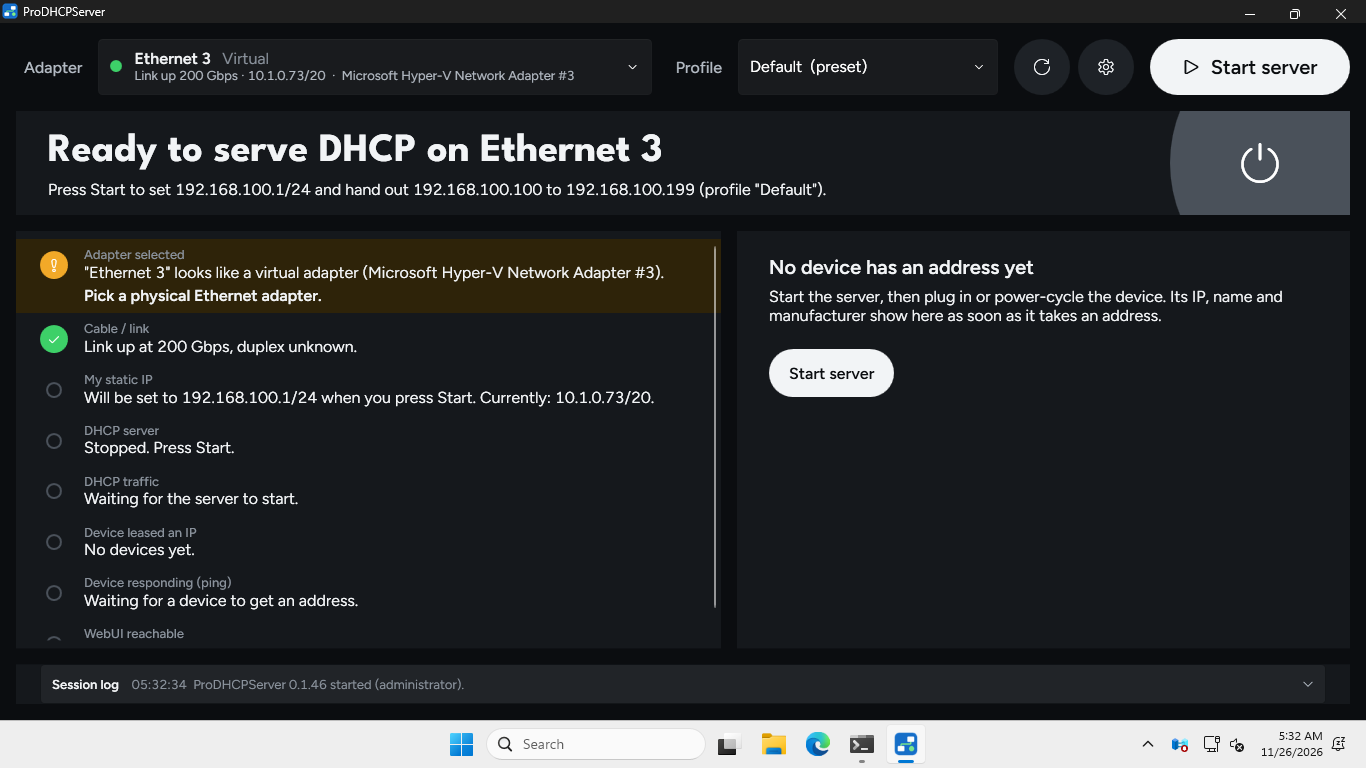 ProDHCPServer
Adapter
Ethernet 3 Virtual
Link up 200 Gbps · 10.1.0.73/20 · Microsoft Hyper-V Network Adapter #3
Profile
Default (preset)
Start server
Ready to serve DHCP on Ethernet 3
Press Start to set 192.168.100.1/24 and hand out 192.168.100.100 to 192.168.100.199 (profile "Default").
Adapter selected
"Ethernet 3" looks like a virtual adapter (Microsoft Hyper-V Network Adapter #3).
Pick a physical Ethernet adapter.
Cable / link
Link up at 200 Gbps, duplex unknown.
My static IP
Will be set to 192.168.100.1/24 when you press Start. Currently: 10.1.0.73/20.
DHCP server
Stopped. Press Start.
DHCP traffic
Waiting for the server to start.
Device leased an IP
No devices yet.
Device responding (ping)
Waiting for a device to get an address.
WebUI reachable
No device has an address yet
Start the server, then plug in or power-cycle the device. Its IP, name and
manufacturer show here as soon as it takes an address.
Start server
Session log 05:32:34 ProDHCPServer 0.1.46 started (administrator).
Search
5:32 AM
11/26/2026